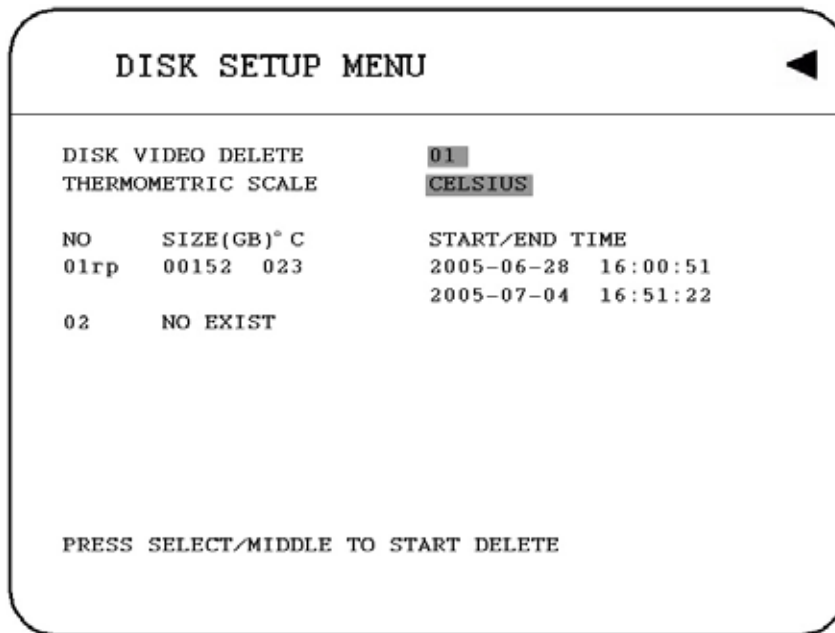 DISK SETUP MENU
DISK VIDEO DELETE 01
THERMOMETRIC SCALE CELSIUS
NO SIZE(GB)°C START/END TIME
01rp 00152 023 2005-06-28 16:00:51
2005-07-04 16:51:22
02 NO EXIST
PRESS SELECT/MIDDLE TO START DELETE